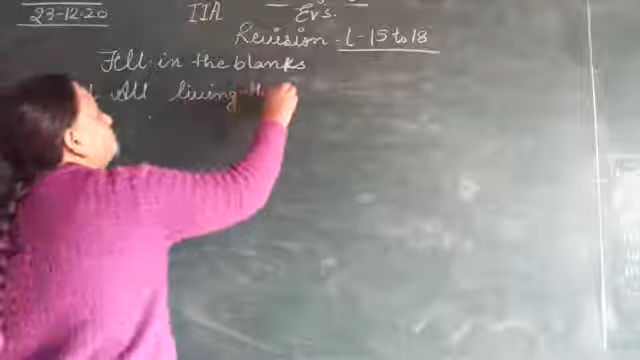 23-12-20 IIA Evs.
Revision - L-15 to 18
Fill in the blanks
All living